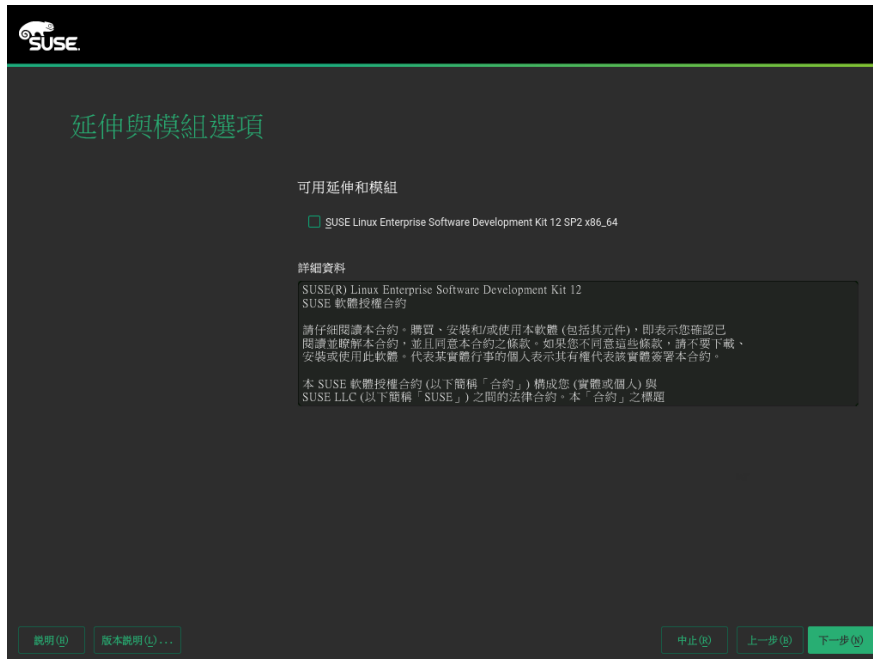 SUSE.
延伸與模組選項
可用延伸和模組
SUSE Linux Enterprise Software Development Kit 12 SP2 x86_64
詳細資料
SUSE(R) Linux Enterprise Software Development Kit 12
SUSE 軟體授權合約
請仔細閱讀本合約。購買、安裝和/或使用本軟體 (包括其元件)，即表示您確認已
閱讀並瞭解本合約，並且同意本合約之條款。如果您不同意這些條款，請不要下載、
安裝或使用此軟體。代表某實體行事的個人表示其有權代表該實體簽署本合約。
本 SUSE 軟體授權合約 (以下簡稱「合約」) 構成您 (實體或個人) 與
SUSE LLC (以下簡稱「SUSE」) 之間的法律合約。本「合約」之標題
說明(H) 版本說明(L)... 中止(R) 上一步(B) 下一步(N)